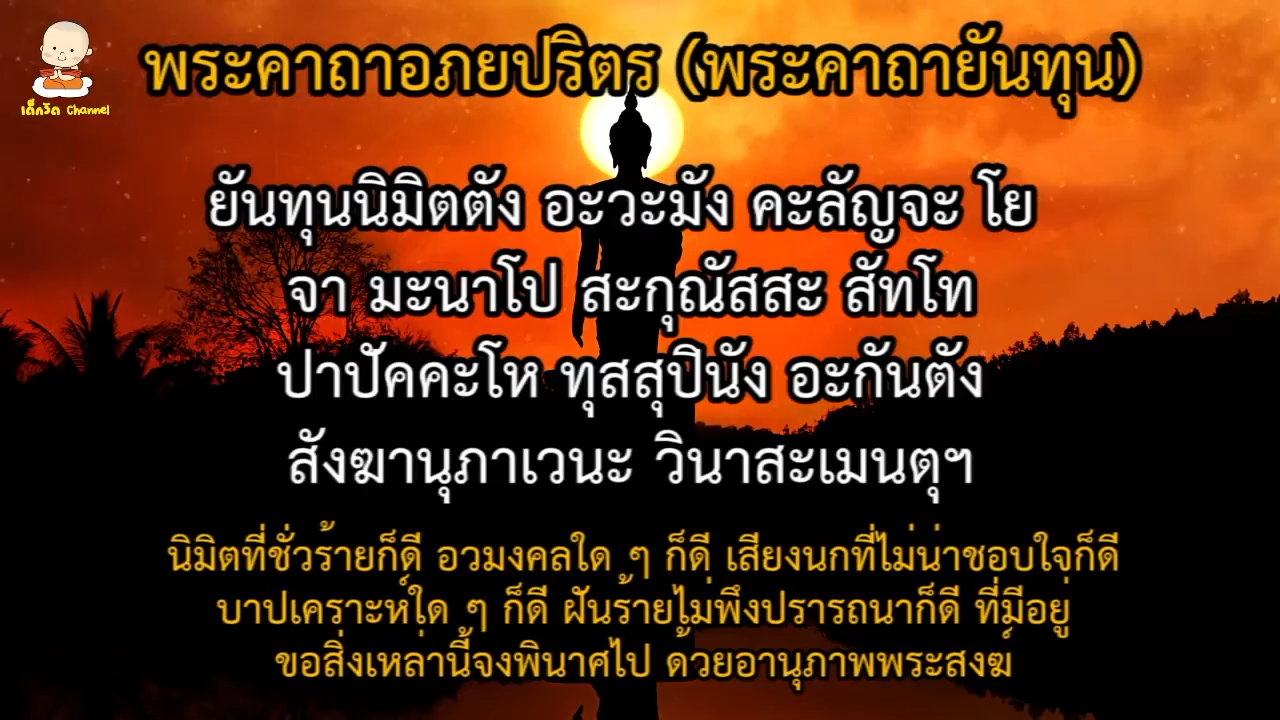 เด็กวัด Channel
พระคาถาอภยปริตร (พระคาถายันทุน)
ยันทุนนิมิตตัง อะวะมัง คะลัญจะ โย
จา มะนาโป สะกุณัสสะ สัทโท
ปาปัคคะโห ทุสสุปินัง อะกันตัง
สังฆานุภาเวนะ วินาสะเมนตุฯ
นิมิตที่ชั่วร้ายก็ดี อวมงคลใด ๆ ก็ดี เสียงนกที่ไม่น่าชอบใจก็ดี
บาปเคราะห์ใด ๆ ก็ดี ฝันร้ายไม่พึงปรารถนาก็ดี ที่มีอยู่
ขอสิ่งเหล่านี้จงพินาศไป ด้วยอานุภาพพระสงฆ์